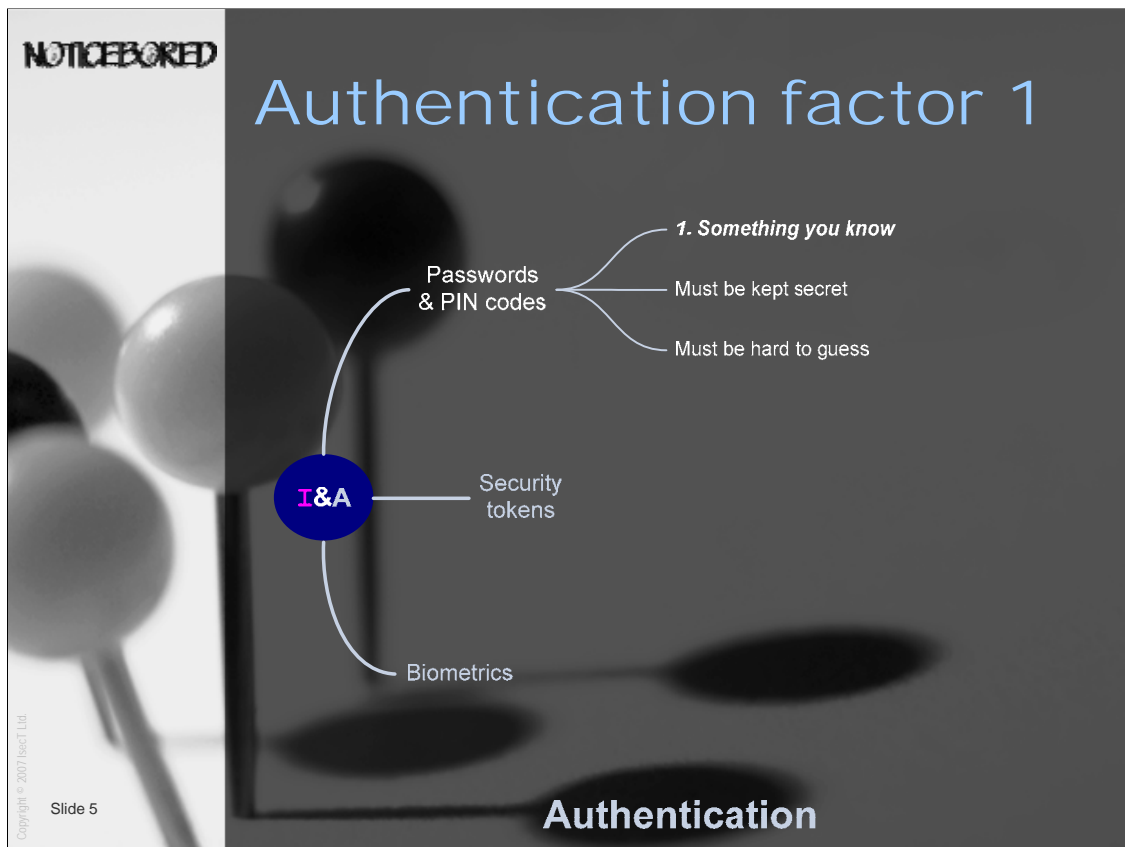 NOTICEBORED
Authentication factor 1
1. Something you know
Passwords
& PIN codes
Must be kept secret
Must be hard to guess
I&A
Security
tokens
Biometrics
Copyright © 2007 IsecT Ltd.
Slide 5
Authentication